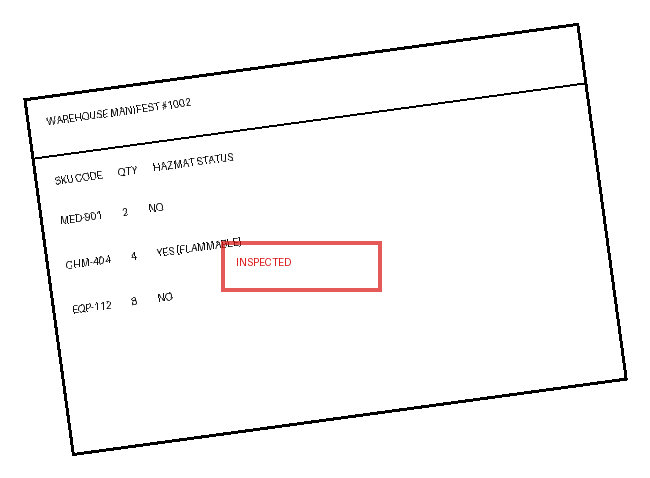 WAREHOUSE MANIFEST #1002
SKU CODE QTY HAZMAT STATUS
MED-901 2 NO
CHM-404 4 YES (FLAMMABLE)
INSPECTED
EQP-112 8 NO